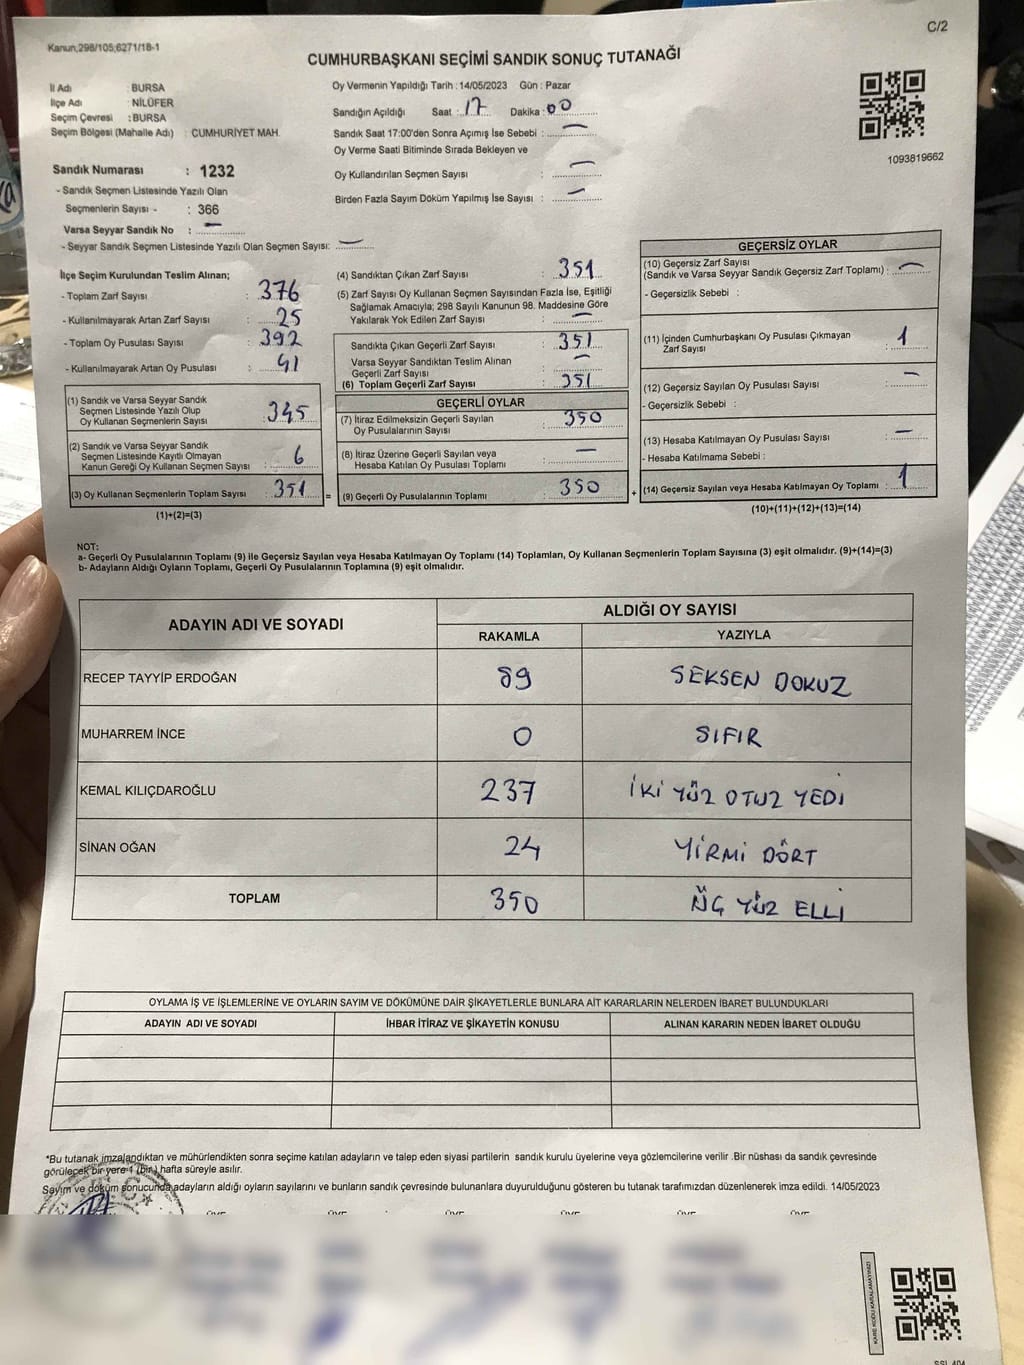 C/2
Kanun;298/105;6271/18-1
CUMHURBAŞKANI SEÇİMİ SANDIK SONUÇ TUTANAĞI
İl Adı : BURSA
İlçe Adı : NİLÜFER
Seçim Çevresi : BURSA
Seçim Bölgesi (Mahalle Adı) : CUMHURİYET MAH.
Sandık Numarası : 1232
- Sandık Seçmen Listesinde Yazılı Olan
Seçmenlerin Sayısı - : 366
Varsa Seyyar Sandık No : —
- Seyyar Sandık Seçmen Listesinde Yazılı Olan Seçmen Sayısı: —
Oy Vermenin Yapıldığı Tarih : 14/05/2023 Gün : Pazar
Sandığın Açıldığı Saat : 17 Dakika : 00
Sandık Saat 17:00'den Sonra Açımış İse Sebebi : —
Oy Verme Saati Bitiminde Sırada Bekleyen ve
Oy Kullandırılan Seçmen Sayısı : —
Birden Fazla Sayım Döküm Yapılmış İse Sayısı : —
1093819662
İlçe Seçim Kurulundan Teslim Alınan;
- Toplam Zarf Sayısı : 376
- Kullanılmayarak Artan Zarf Sayısı : 25
- Toplam Oy Pusulası Sayısı : 392
- Kullanılmayarak Artan Oy Pusulası : 41
(1) Sandık ve Varsa Seyyar Sandık
Seçmen Listesinde Yazılı Olup
Oy Kullanan Seçmenlerin Sayısı : 345
(2) Sandık ve Varsa Seyyar Sandık
Seçmen Listesinde Kayıtlı Olmayan
Kanun Gereği Oy Kullanan Seçmen Sayısı : 6
(3) Oy Kullanan Seçmenlerin Toplam Sayısı : 351
(1)+(2)=(3)
(4) Sandıktan Çıkan Zarf Sayısı : 351
(5) Zarf Sayısı Oy Kullanan Seçmen Sayısından Fazla İse, Eşitliği
Sağlamak Amacıyla; 298 Sayılı Kanunun 98. Maddesine Göre
Yakılarak Yok Edilen Zarf Sayısı : —
Sandıkta Çıkan Geçerli Zarf Sayısı : 351
Varsa Seyyar Sandıktan Teslim Alınan
Geçerli Zarf Sayısı : —
(6) Toplam Geçerli Zarf Sayısı : 351
GEÇERLİ OYLAR
(7) İtiraz Edilmeksizin Geçerli Sayılan
Oy Pusulalarının Sayısı : 350
(8) İtiraz Üzerine Geçerli Sayılan veya
Hesaba Katılan Oy Pusulası Toplamı : —
= (9) Geçerli Oy Pusulalarının Toplamı : 350
GEÇERSİZ OYLAR
(10) Geçersiz Zarf Sayısı
(Sandık ve Varsa Seyyar Sandık Geçersiz Zarf Toplamı) : —
- Geçersizlik Sebebi :
(11) İçinden Cumhurbaşkanı Oy Pusulası Çıkmayan
Zarf Sayısı : 1
(12) Geçersiz Sayılan Oy Pusulası Sayısı : —
- Geçersizlik Sebebi :
(13) Hesaba Katılmayan Oy Pusulası Sayısı : —
- Hesaba Katılmama Sebebi :
+ (14) Geçersiz Sayılan veya Hesaba Katılmayan Oy Toplamı : 1
(10)+(11)+(12)+(13)=(14)
NOT:
a- Geçerli Oy Pusulalarının Toplamı (9) ile Geçersiz Sayılan veya Hesaba Katılmayan Oy Toplamı (14) Toplamları, Oy Kullanan Seçmenlerin Toplam Sayısına (3) eşit olmalıdır. (9)+(14)=(3)
b- Adayların Aldığı Oyların Toplamı, Geçerli Oy Pusulalarının Toplamına (9) eşit olmalıdır.
ADAYIN ADI VE SOYADI
ALDIĞI OY SAYISI
RAKAMLA YAZIYLA
RECEP TAYYİP ERDOĞAN 89 SEKSEN DOKUZ
MUHARREM İNCE 0 SIFIR
KEMAL KILIÇDAROĞLU 237 İKİ YÜZ OTUZ YEDİ
SİNAN OĞAN 24 YİRMİ DÖRT
TOPLAM 350 ÜÇ YÜZ ELLİ
OYLAMA İŞ VE İŞLEMLERİNE VE OYLARIN SAYIM VE DÖKÜMÜNE DAİR ŞİKAYETLERLE BUNLARA AİT KARARLARIN NELERDEN İBARET BULUNDUKLARI
ADAYIN ADI VE SOYADI İHBAR İTİRAZ VE ŞİKAYETİN KONUSU ALINAN KARARIN NEDEN İBARET OLDUĞU
*Bu tutanak imzalandıktan ve mühürlendikten sonra seçime katılan adayların ve talep eden siyasi partilerin sandık kurulu üyelerine veya gözlemcilerine verilir .Bir nüshası da sandık çevresinde
görülecek bir yere 1 (bir ) hafta süreyle asılır.
Sayım ve döküm sonucunda adayların aldığı oyların sayılarını ve bunların sandık çevresinde bulunanlara duyurulduğunu gösteren bu tutanak tarafımızdan düzenlenerek imza edildi. 14/05/2023
KARE KODU KARALAMAYINIZ!